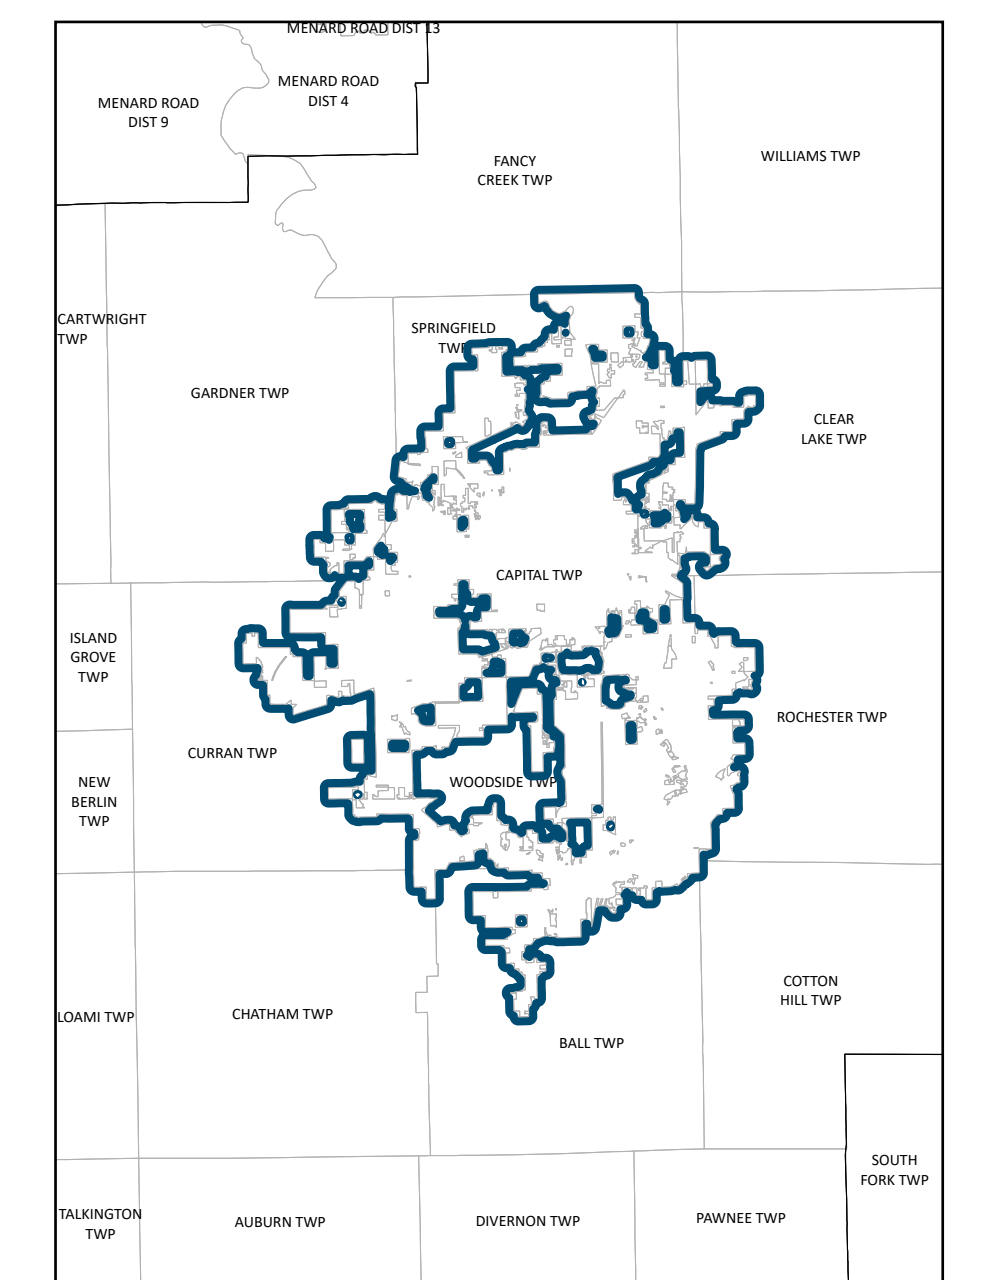 MENARD ROAD DIST 13
MENARD ROAD
DIST 4
MENARD ROAD
DIST 9
FANCY
CREEK TWP
WILLIAMS TWP
CARTWRIGHT
TWP
SPRINGFIELD
TWP
GARDNER TWP
CLEAR
LAKE TWP
CAPITAL TWP
ISLAND
GROVE
TWP
ROCHESTER TWP
CURRAN TWP
NEW
BERLIN
TWP
WOODSIDE TWP
COTTON
HILL TWP
LOAMI TWP
CHATHAM TWP
BALL TWP
SOUTH
FORK TWP
TALKINGTON
TWP
AUBURN TWP
DIVERNON TWP
PAWNEE TWP